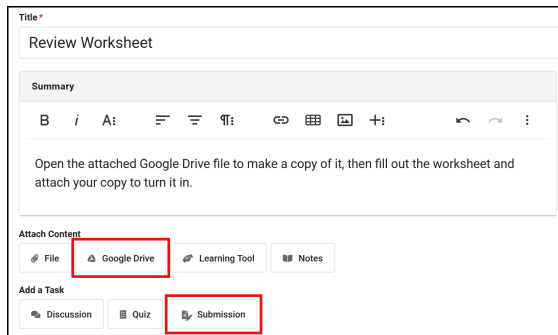 Title *
Review Worksheet
Summary
B i A
Open the attached Google Drive file to make a copy of it, then fill out the worksheet and
attach your copy to turn it in.
Attach Content
File Google Drive Learning Tool Notes
Add a Task
Discussion Quiz Submission